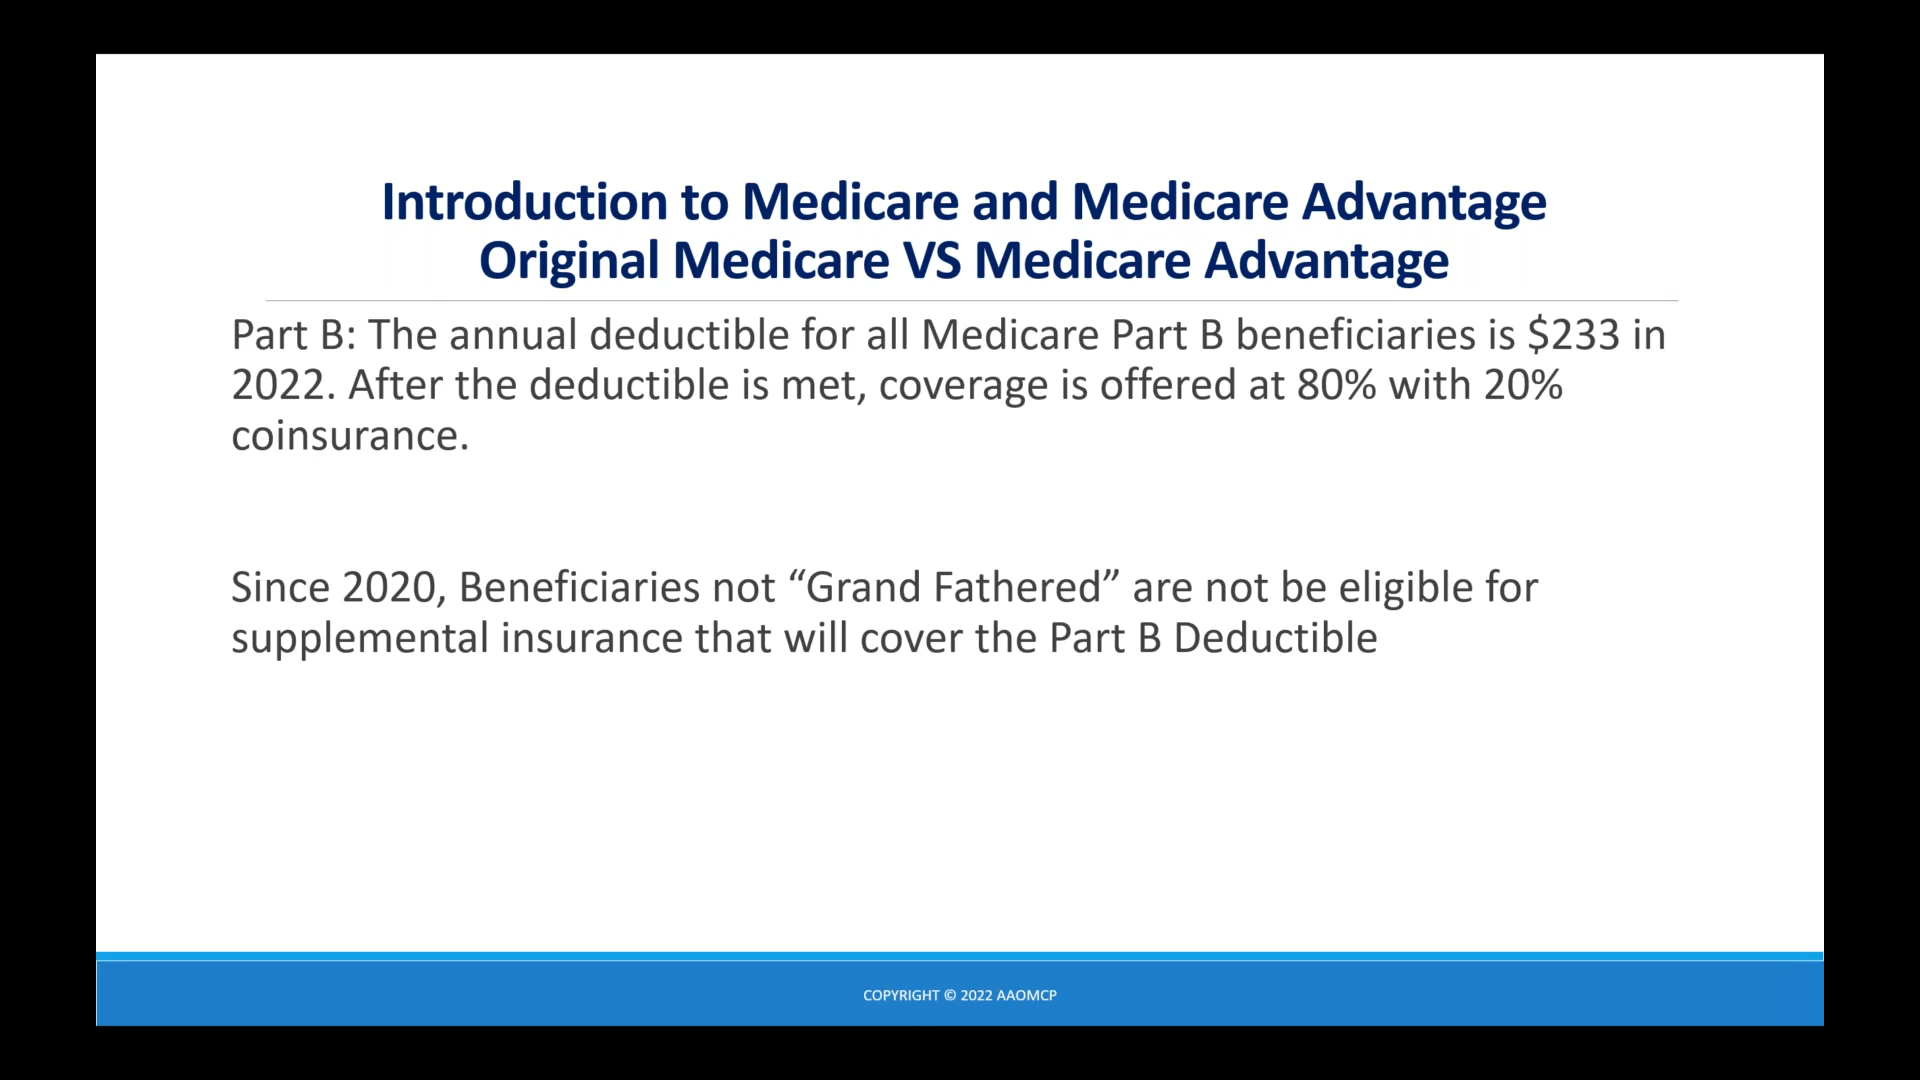 Introduction to Medicare and Medicare Advantage
Original Medicare VS Medicare Advantage
Part B: The annual deductible for all Medicare Part B beneficiaries is $233 in
2022. After the deductible is met, coverage is offered at 80% with 20%
coinsurance.
Since 2020, Beneficiaries not “Grand Fathered” are not be eligible for
supplemental insurance that will cover the Part B Deductible
COPYRIGHT © 2022 AAOMCP